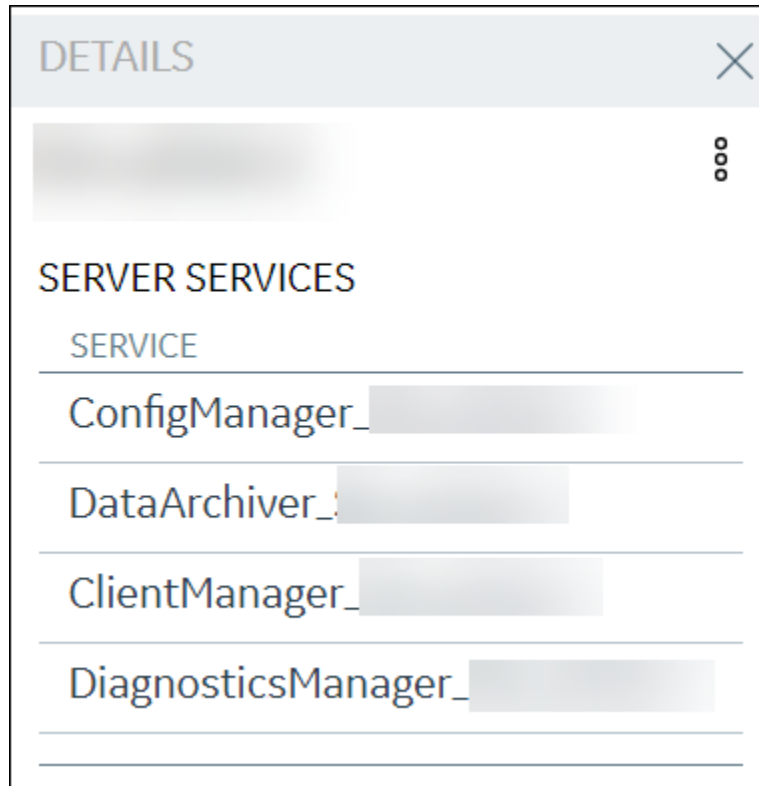 DETAILS
SERVER SERVICES
SERVICE
ConfigManager_
DataArchiver_
ClientManager_
DiagnosticsManager_